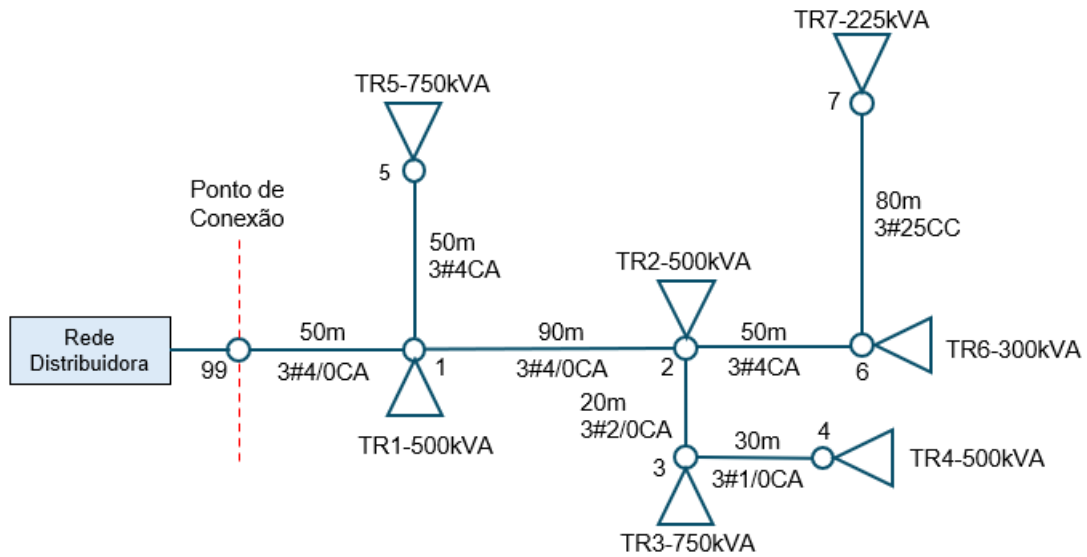 TR7-225kVA
TR5-750kVA
7
5
Ponto de
Conexão
80m
3#25CC
50m
3#4CA
TR2-500kVA
Rede
Distribuidora
50m
90m
50m
99
3#4/0CA
1
3#4/0CA
2
3#4CA
6
TR6-300kVA
20m
3#2/0CA
TR1-500kVA
30m
4
3
3#1/0CA
TR4-500kVA
TR3-750kVA